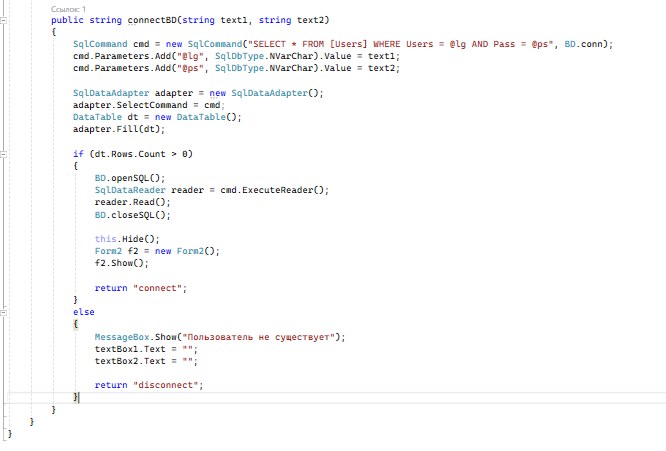 Ссылок: 1
public string connectBD(string text1, string text2)
{
SqlCommand cmd = new SqlCommand("SELECT * FROM [Users] WHERE Users = @lg AND Pass = @ps", BD.conn);
cmd.Parameters.Add("@lg", SqlDbType.NVarChar).Value = text1;
cmd.Parameters.Add("@ps", SqlDbType.NVarChar).Value = text2;
SqlDataAdapter adapter = new SqlDataAdapter();
adapter.SelectCommand = cmd;
DataTable dt = new DataTable();
adapter.Fill(dt);
if (dt.Rows.Count > 0)
{
BD.openSQL();
SqlDataReader reader = cmd.ExecuteReader();
reader.Read();
BD.closeSQL();
this.Hide();
Form2 f2 = new Form2();
f2.Show();
return "connect";
}
else
{
MessageBox.Show("Пользователь не существует");
textBox1.Text = "";
textBox2.Text = "";
return "disconnect";
}
}
}
}